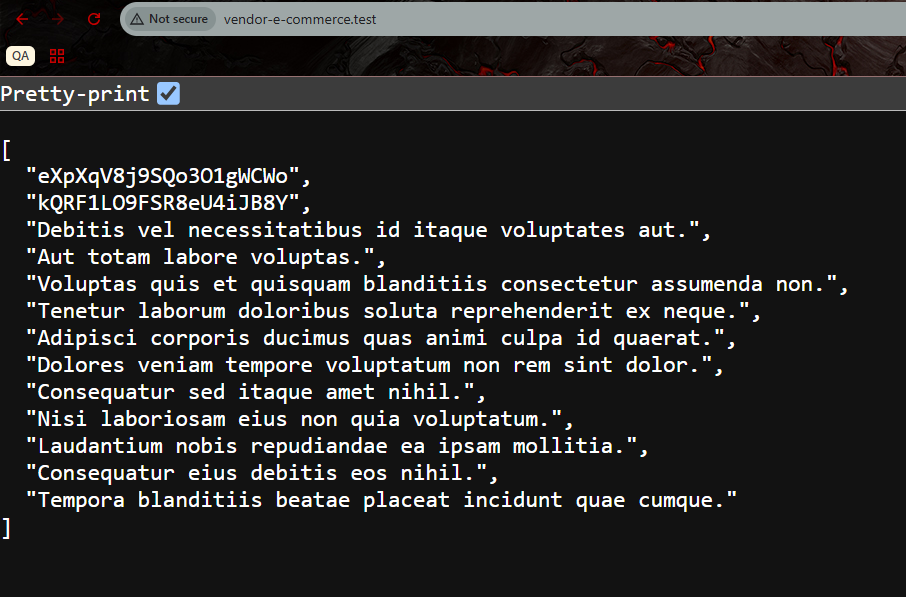 Not secure
vendor-e-commerce.test
QA
Pretty-print
[
"eXpXqV8j9SQo3O1gWCWo",
"kQRF1LO9FSR8eU4iJB8Y",
"Debitis vel necessitatibus id itaque voluptates aut.",
"Aut totam labore voluptas.",
"Voluptas quis et quisquam blanditiis consectetur assumenda non.",
"Tenetur laborum doloribus soluta reprehenderit ex neque.",
"Adipisci corporis ducimus quas animi culpa id quaerat.",
"Dolores veniam tempore voluptatum non rem sint dolor.",
"Consequatur sed itaque amet nihil.",
"Nisi laboriosam eius non quia voluptatum.",
"Laudantium nobis repudiandae ea ipsam mollitia.",
"Consequatur eius debitis eos nihil.",
"Tempora blanditiis beatae placeat incidunt quae cumque."
]